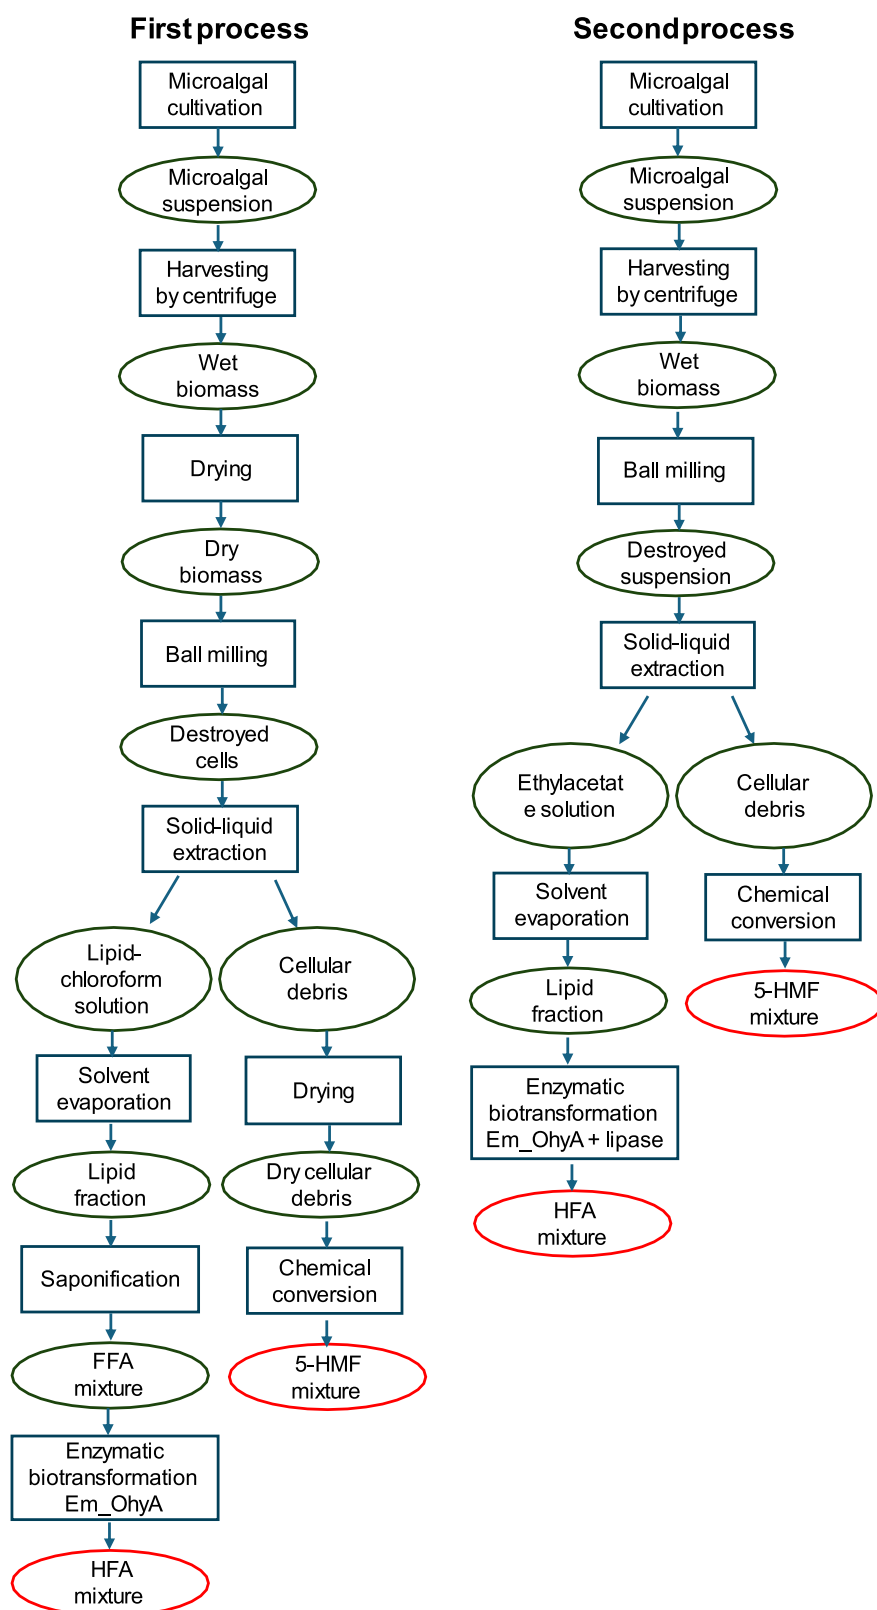 First process
Microalgal
cultivation
Microalgal
suspension
Harvesting
by centrifuge
Wet
biomass
Drying
Dry
biomass
Ball milling
Destroyed
cells
Solid-liquid
extraction
Lipid-
chloroform
solution
Solvent
evaporation
Lipid
fraction
Saponification
FFA
mixture
Enzymatic
biotransformation
Em_OhyA
HFA
mixture
Cellular
debris
Drying
Dry cellular
debris
Chemical
conversion
5-HMF
mixture
Second process
Microalgal
cultivation
Microalgal
suspension
Harvesting
by centrifuge
Wet
biomass
Ball milling
Destroyed
suspension
Solid-liquid
extraction
Ethylacetat
e solution
Solvent
evaporation
Lipid
fraction
Enzymatic
biotransformation
Em_OhyA + lipase
HFA
mixture
Cellular
debris
Chemical
conversion
5-HMF
mixture